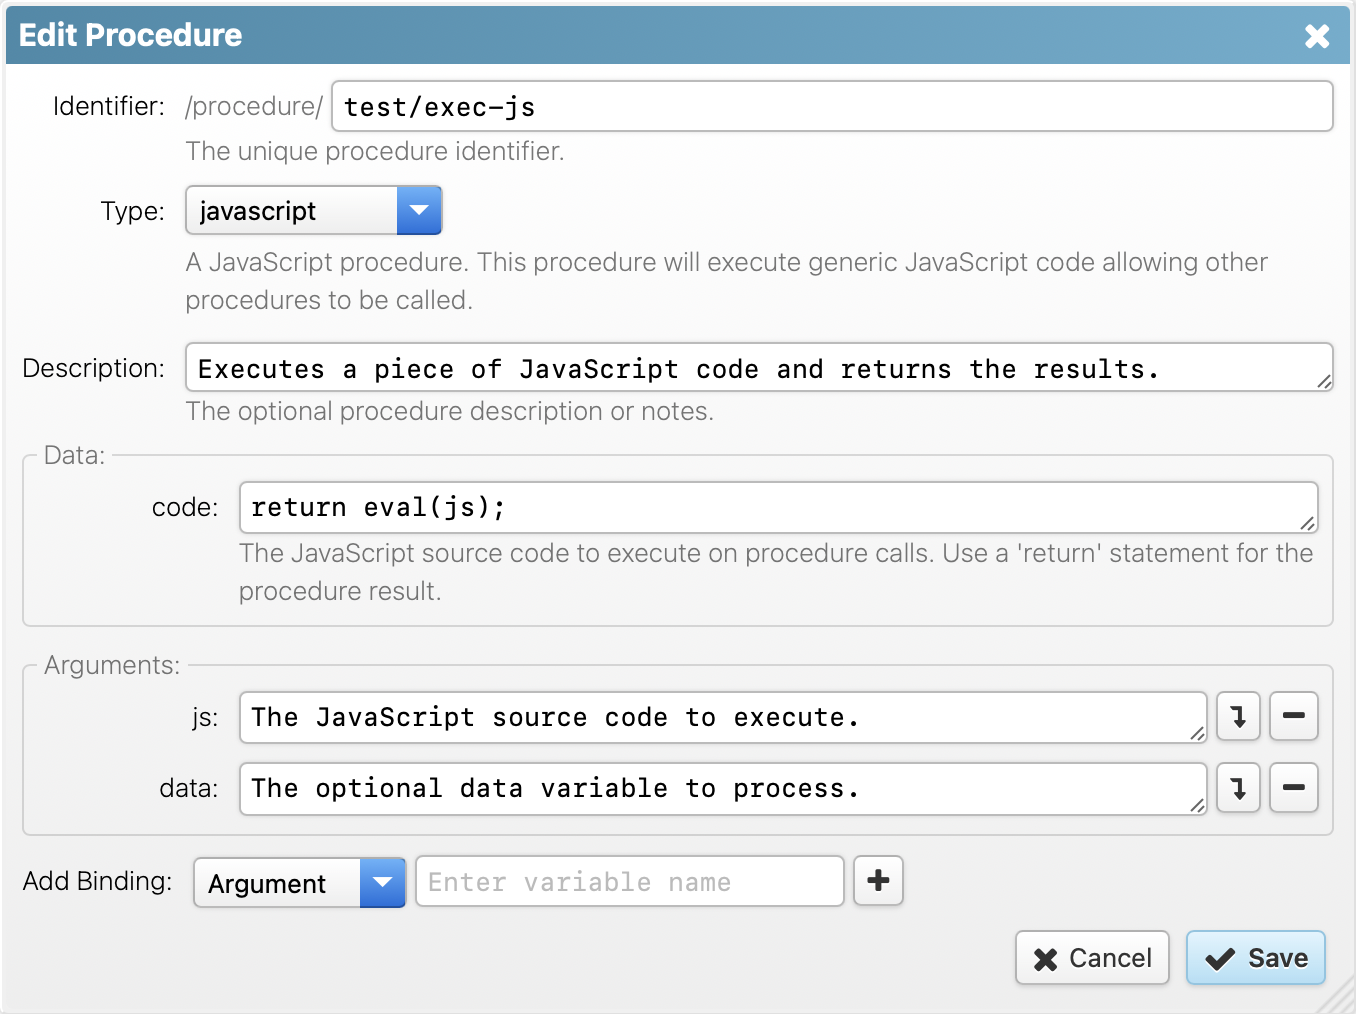 Edit Procedure
Identifier: /procedure/ test/exec-js
The unique procedure identifier.
Type: javascript
A JavaScript procedure. This procedure will execute generic JavaScript code allowing other
procedures to be called.
Description: Executes a piece of JavaScript code and returns the results.
The optional procedure description or notes.
Data:
code: return eval(js);
The JavaScript source code to execute on procedure calls. Use a 'return' statement for the
procedure result.
Arguments:
js: The JavaScript source code to execute.
data: The optional data variable to process.
Add Binding: Argument Enter variable name
Cancel Save